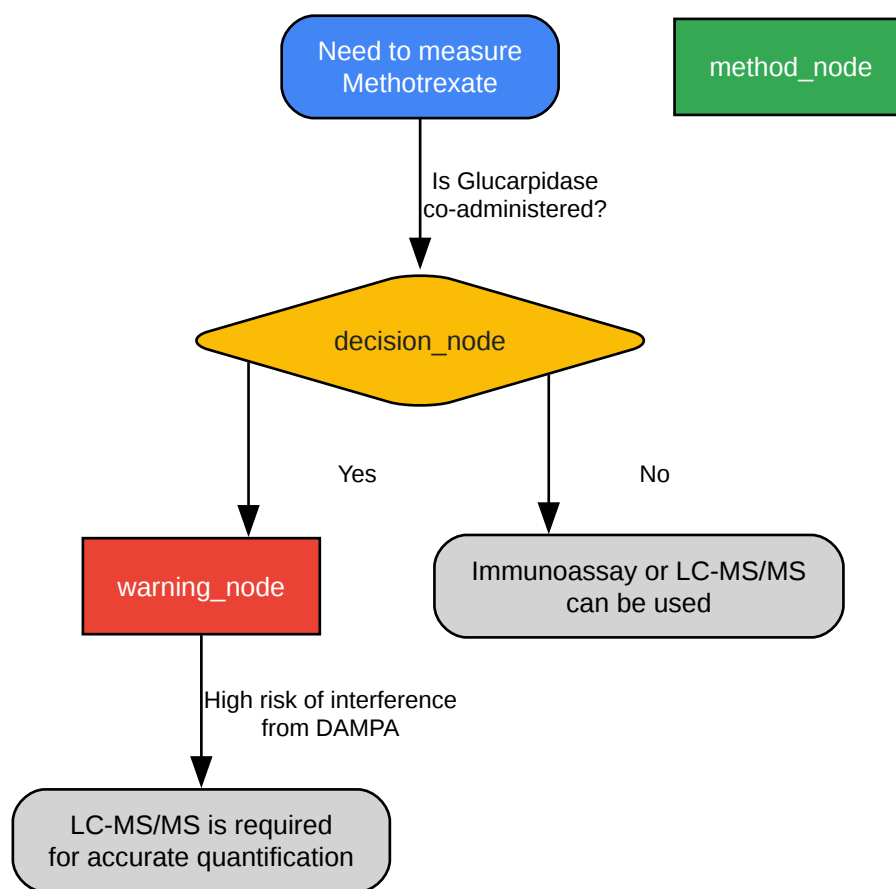 Need to measure
Methotrexate
method_node
Is Glucarpidase
co-administered?
decision_node
Yes
No
warning_node
Immunoassay or LC-MS/MS
can be used
High risk of interference
from DAMPA
LC-MS/MS is required
for accurate quantification